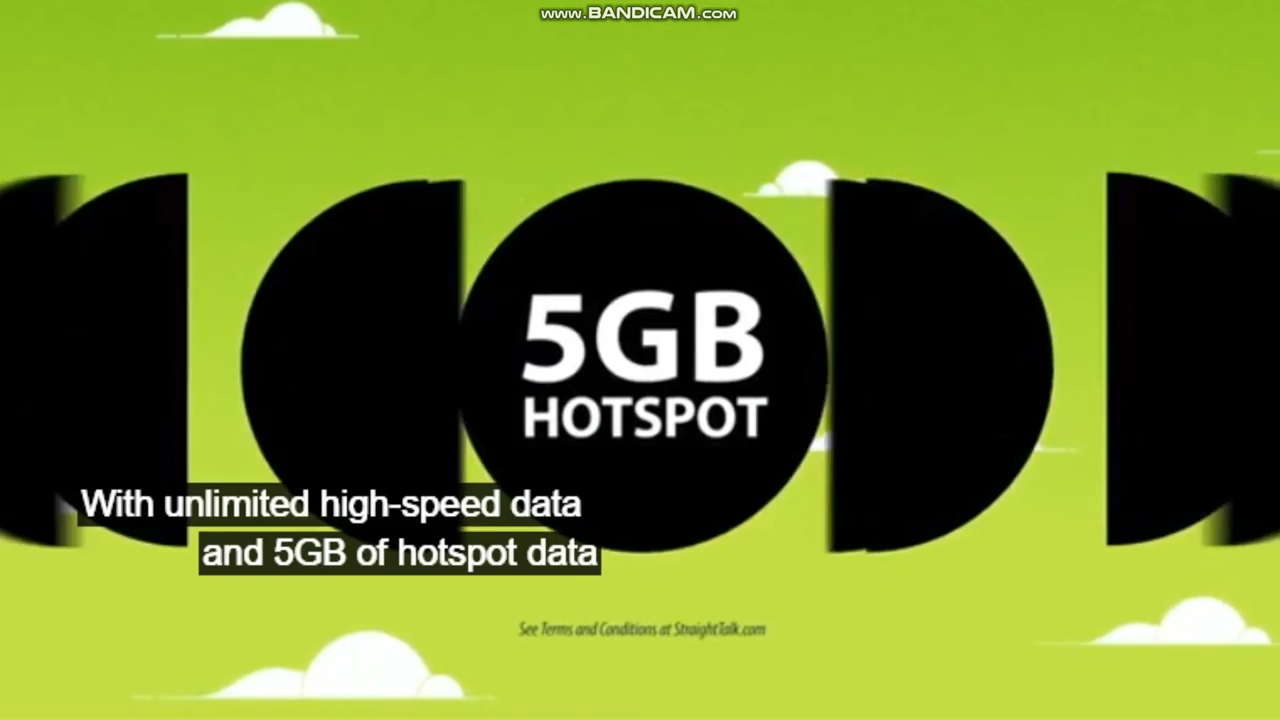 www.BANDICAM.com
5GB
HOTSPOT
With unlimited high-speed data
and 5GB of hotspot data
See Terms and Conditions at StraightTalk.com